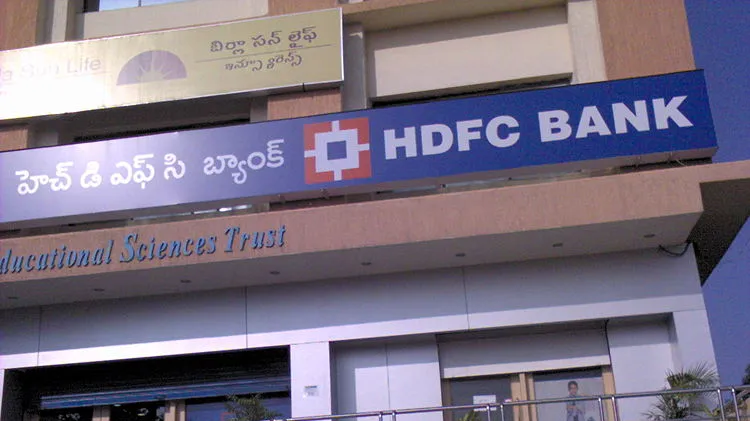 Sun Life
బిర్లా సన్ లైఫ్
ఇన్సూరెన్స్
హెచ్ డి ఎఫ్ సి బ్యాంక్
HDFC BANK
ducational Sciences Trust